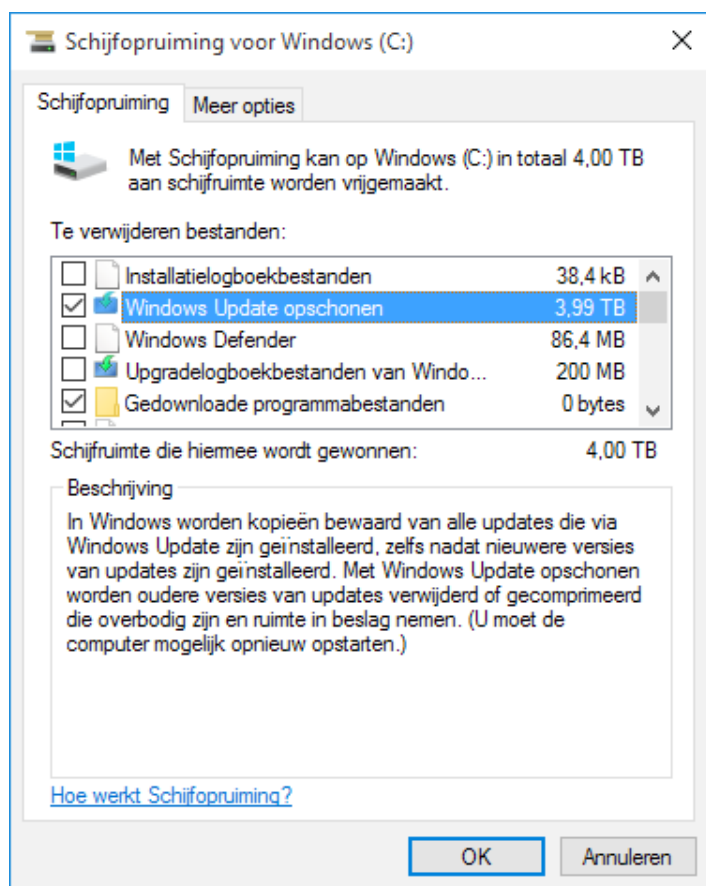 Schijfopruiming voor Windows (C:)
Schijfopruiming Meer opties
Met Schijfopruiming kan op Windows (C:) in totaal 4,00 TB
aan schijfruimte worden vrijgemaakt.
Te verwijderen bestanden:
Installatielogboekbestanden 38,4 kB
Windows Update opschonen 3,99 TB
Windows Defender 86,4 MB
Upgradelogboekbestanden van Windo... 200 MB
Gedownloade programmabestanden 0 bytes
Schijfruimte die hiermee wordt gewonnen: 4,00 TB
Beschrijving
In Windows worden kopieën bewaard van alle updates die via
Windows Update zijn geïnstalleerd, zelfs nadat nieuwere versies
van updates zijn geïnstalleerd. Met Windows Update opschonen
worden oudere versies van updates verwijderd of gecomprimeerd
die overbodig zijn en ruimte in beslag nemen. (U moet de
computer mogelijk opnieuw opstarten.)
Hoe werkt Schijfopruiming?
OK Annuleren